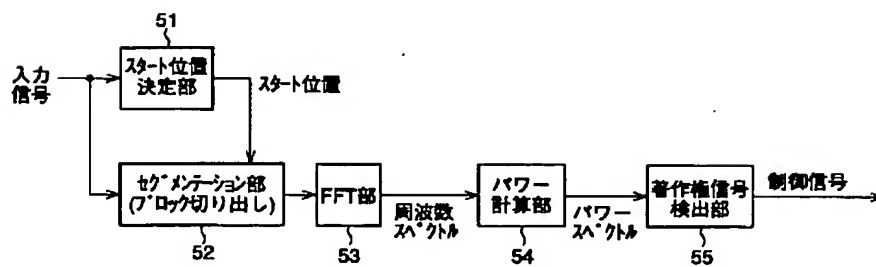 51
入力
信号
スタート位置
決定部
スタート位置
セグメンテーション部
(ブロック切り出し)
52
FFT部
53
周波数
スペクトル
パワー
計算部
54
パワー
スペクトル
著作権信号
検出部
55
制御信号